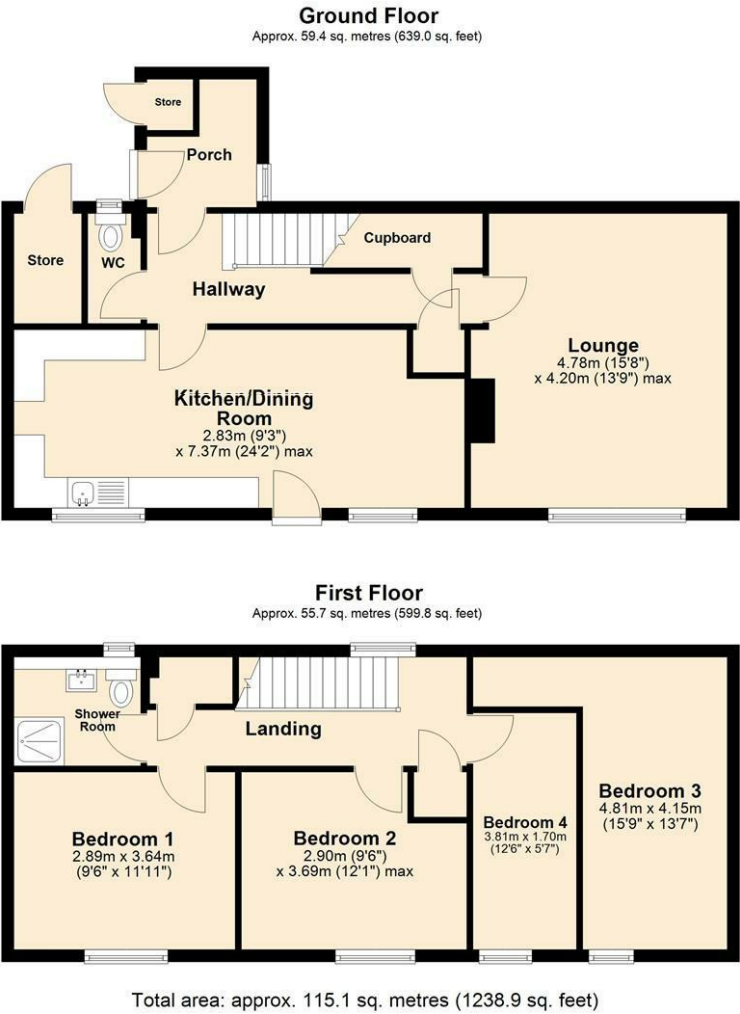 Ground Floor
Approx. 59.4 sq. metres (639.0 sq. feet)
Store
Porch
Store
WC
Cupboard
Hallway
Lounge
4.78m (15'8")
x 4.20m (13'9") max
Kitchen/Dining
Room
2.83m (9'3")
x 7.37m (24'2") max
First Floor
Approx. 55.7 sq. metres (599.8 sq. feet)
Shower
Room
Landing
Bedroom 1
2.89m x 3.64m
(9'6" x 11'11")
Bedroom 2
2.90m (9'6")
x 3.69m (12'1") max
Bedroom 4
3.81m x 1.70m
(12'6" x 5'7")
Bedroom 3
4.81m x 4.15m
(15'9" x 13'7")
Total area: approx. 115.1 sq. metres (1238.9 sq. feet)